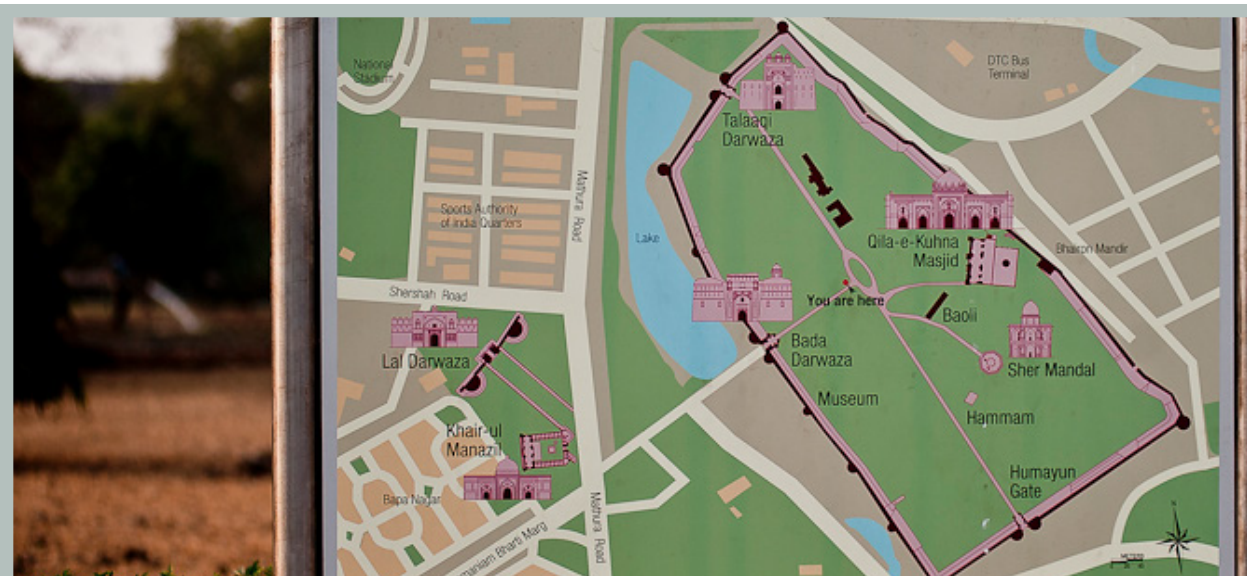 National
Stadium
DTC Bus
Terminal
Talaaqi
Darwaza
Mathura Road
Sports Authority
of India Quarters
Lake
Qila-e-Kuhna
Masjid
Bhairon Mandir
Shershah Road
You are here
Baoli
Lal Darwaza
Bada
Darwaza
Sher Mandal
Museum
Hammam
Khair-ul
Manazil
Humayun
Gate
Bapa Nagar
Mathura Road
Bharti Marg
N